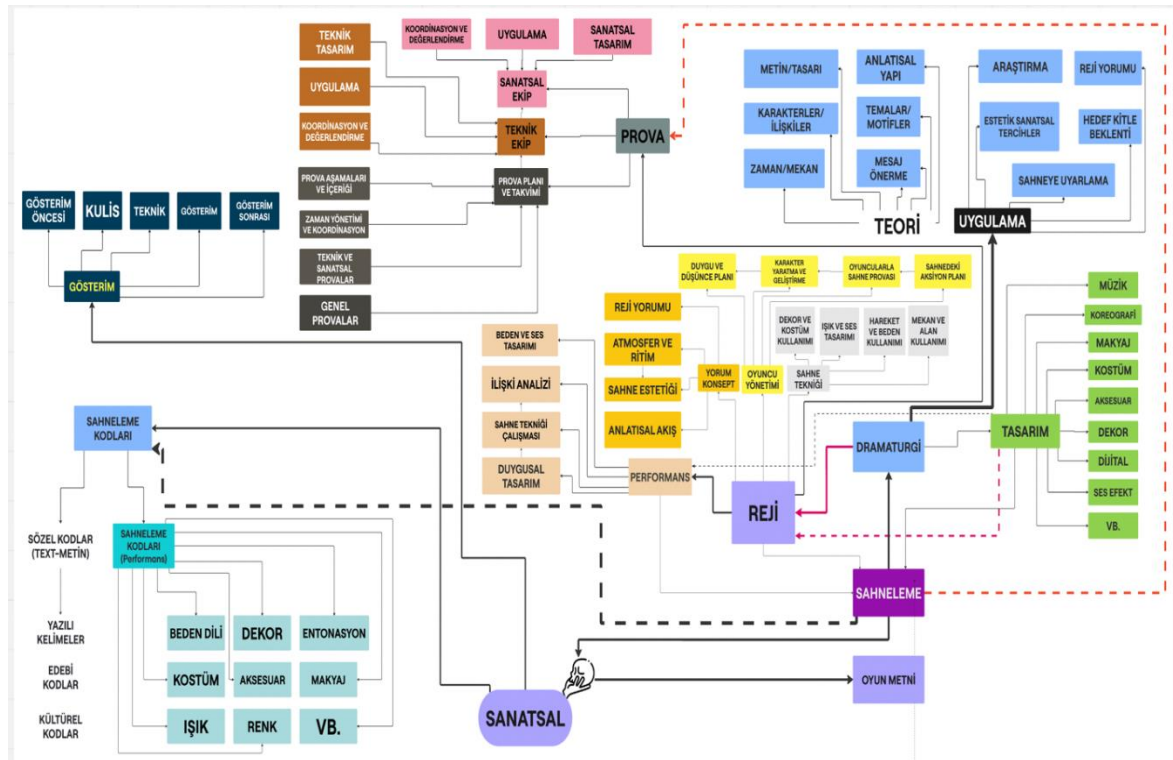 TEKNİK
TASARIM
UYGULAMA
KOORDİNASYON VE
DEĞERLENDİRME
KOORDİNASYON VE
DEĞERLENDİRME
UYGULAMA
SANATSAL
TASARIM
SANATSAL
EKİP
TEKNİK
EKİP
PROVA
PROVA AŞAMALARI
VE İÇERİĞİ
ZAMAN YÖNETİMİ
VE KOORDİNASYON
TEKNİK VE
SANATSAL
PROVALAR
GENEL
PROVALAR
PROVA PLANI
VE TAKVİMİ
METİN/TASARI
ANLATISAL
YAPI
KARAKTERLER/
İLİŞKİLER
TEMALAR/
MOTİFLER
ZAMAN/MEKAN
MESAJ
ÖNERME
TEORİ
ARAŞTIRMA
REJİ YORUMU
ESTETİK SANATSAL
TERCİHLER
HEDEF KİTLE
BEKLENTİ
SAHNEYE UYARLAMA
UYGULAMA
GÖSTERİM
ÖNCESİ
KULİS
TEKNİK
GÖSTERİM
GÖSTERİM
SONRASI
GÖSTERİM
DUYGU VE
DÜŞÜNCE PLANI
KARAKTER
YARATMA VE
GELİŞTİRME
OYUNCULARLA
SAHNE PROVASI
SAHNEDEKİ
AKSİYON PLANI
REJİ YORUMU
ATMOSFER VE
RİTİM
SAHNE ESTETİĞİ
ANLATISAL AKIŞ
DEKOR VE
KOSTÜM
KULLANIMI
IŞIK VE SES
TASARIMI
HAREKET
VE BEDEN
KULLANIMI
MEKAN VE
ALAN
KULLANIMI
YORUM
KONSEPT
OYUNCU
YÖNETİMİ
SAHNE
TEKNİĞİ
BEDEN VE SES
TASARIMI
İLİŞKİ ANALİZİ
SAHNE TEKNİĞİ
ÇALIŞMASI
DUYGUSAL
TASARIM
PERFORMANS
REJİ
DRAMATURGİ
TASARIM
MÜZİK
KOREOGRAFİ
MAKYAJ
KOSTÜM
AKSESUAR
DEKOR
DİJİTAL
SES EFEKT
VB.
SAHNELEME
OYUN METNİ
SANATSAL
SAHNELEME
KODLARI
SÖZEL KODLAR
(TEXT-METİN)
YAZILI
KELİMELER
EDEBİ
KODLAR
KÜLTÜREL
KODLAR
SAHNELEME
KODLARI
(Performans)
BEDEN DİLİ
DEKOR
ENTONASYON
KOSTÜM
AKSESUAR
MAKYAJ
IŞIK
RENK
VB.